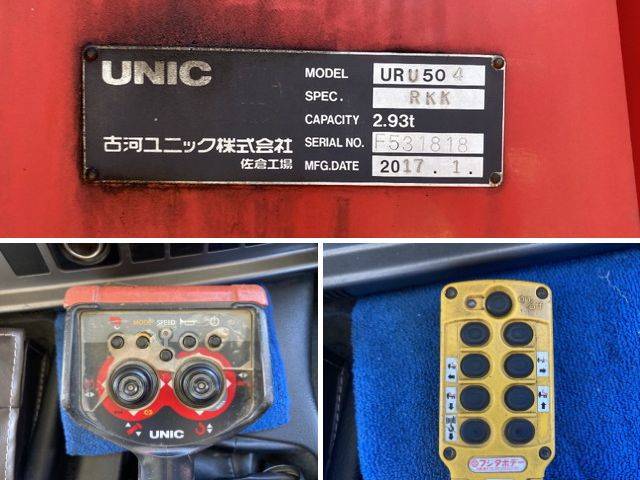 UNIC
MODEL URU504
SPEC. RKK
CAPACITY 2.93t
古河ユニック株式会社
SERIAL NO. F531818
佐倉工場
MFG.DATE 2017.1.
MODE SPEED
UNIC
フジタボデー